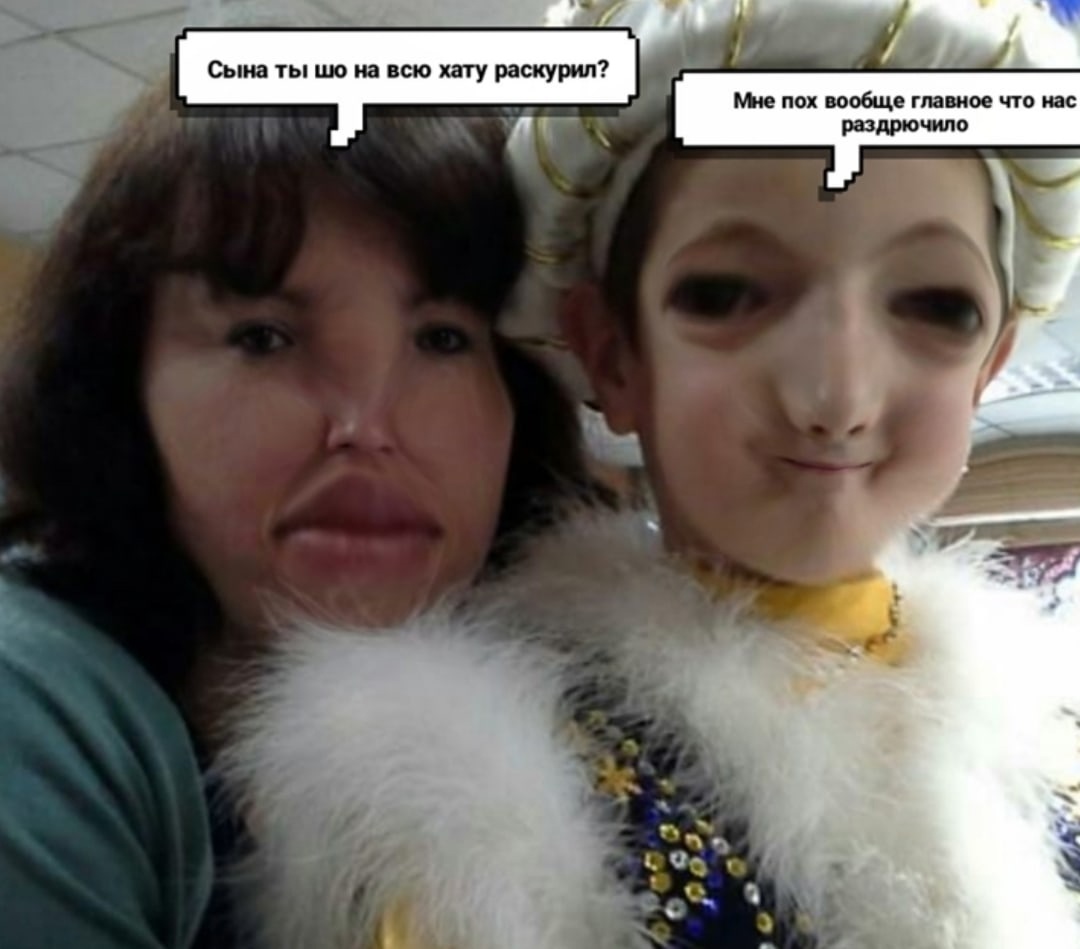 Сына ты шо на всю хату раскурил?
Мне пох вообще главное что нас
раздрючило